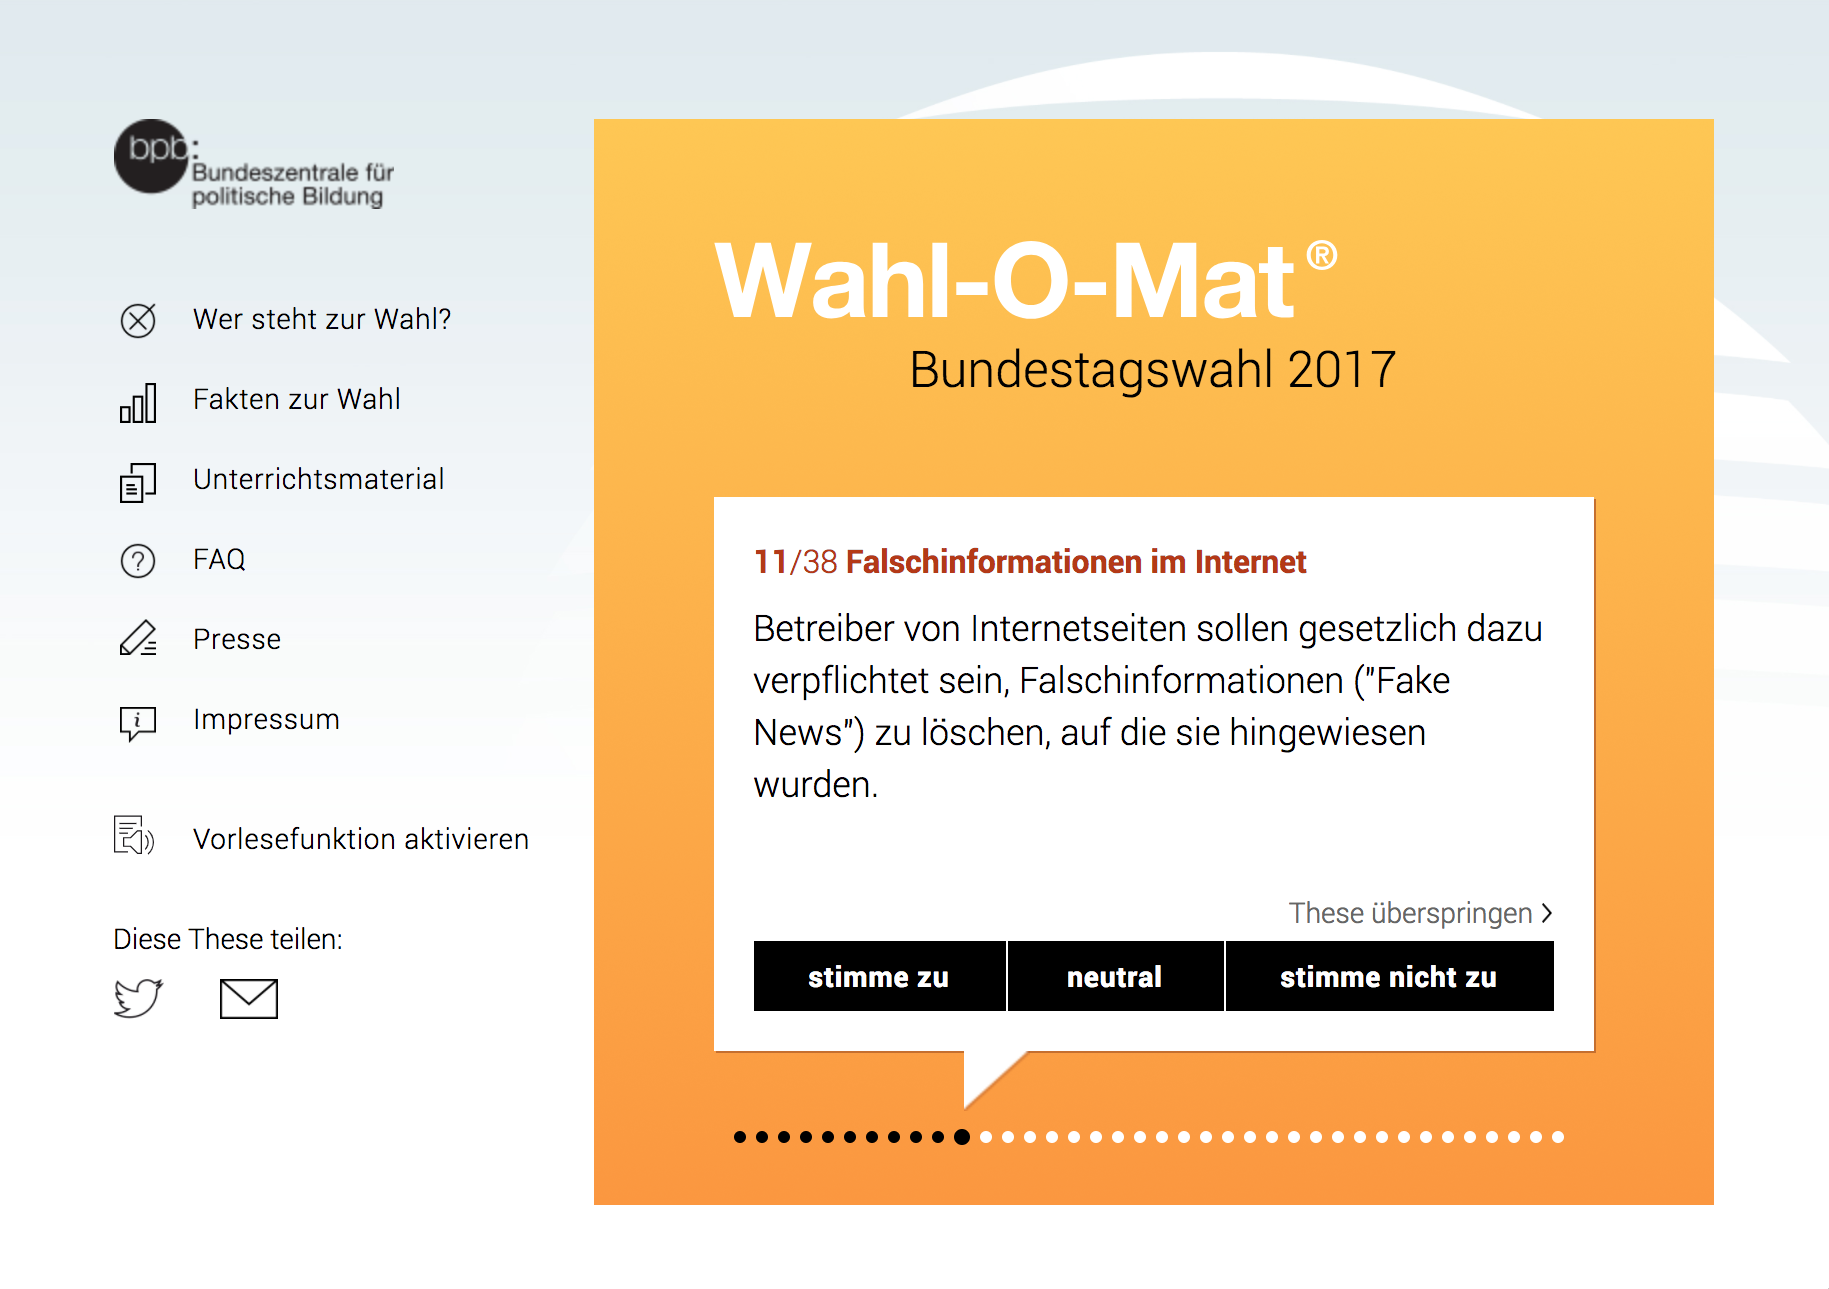 bpb:
Bundeszentrale für
politische Bildung
Wer steht zur Wahl?
Fakten zur Wahl
Unterrichtsmaterial
FAQ
Presse
Impressum
Vorlesefunktion aktivieren
Diese These teilen:
Wahl-O-Mat®
Bundestagswahl 2017
11/38 Falschinformationen im Internet
Betreiber von Internetseiten sollen gesetzlich dazu
verpflichtet sein, Falschinformationen ("Fake
News") zu löschen, auf die sie hingewiesen
wurden.
These überspringen
stimme zu neutral stimme nicht zu